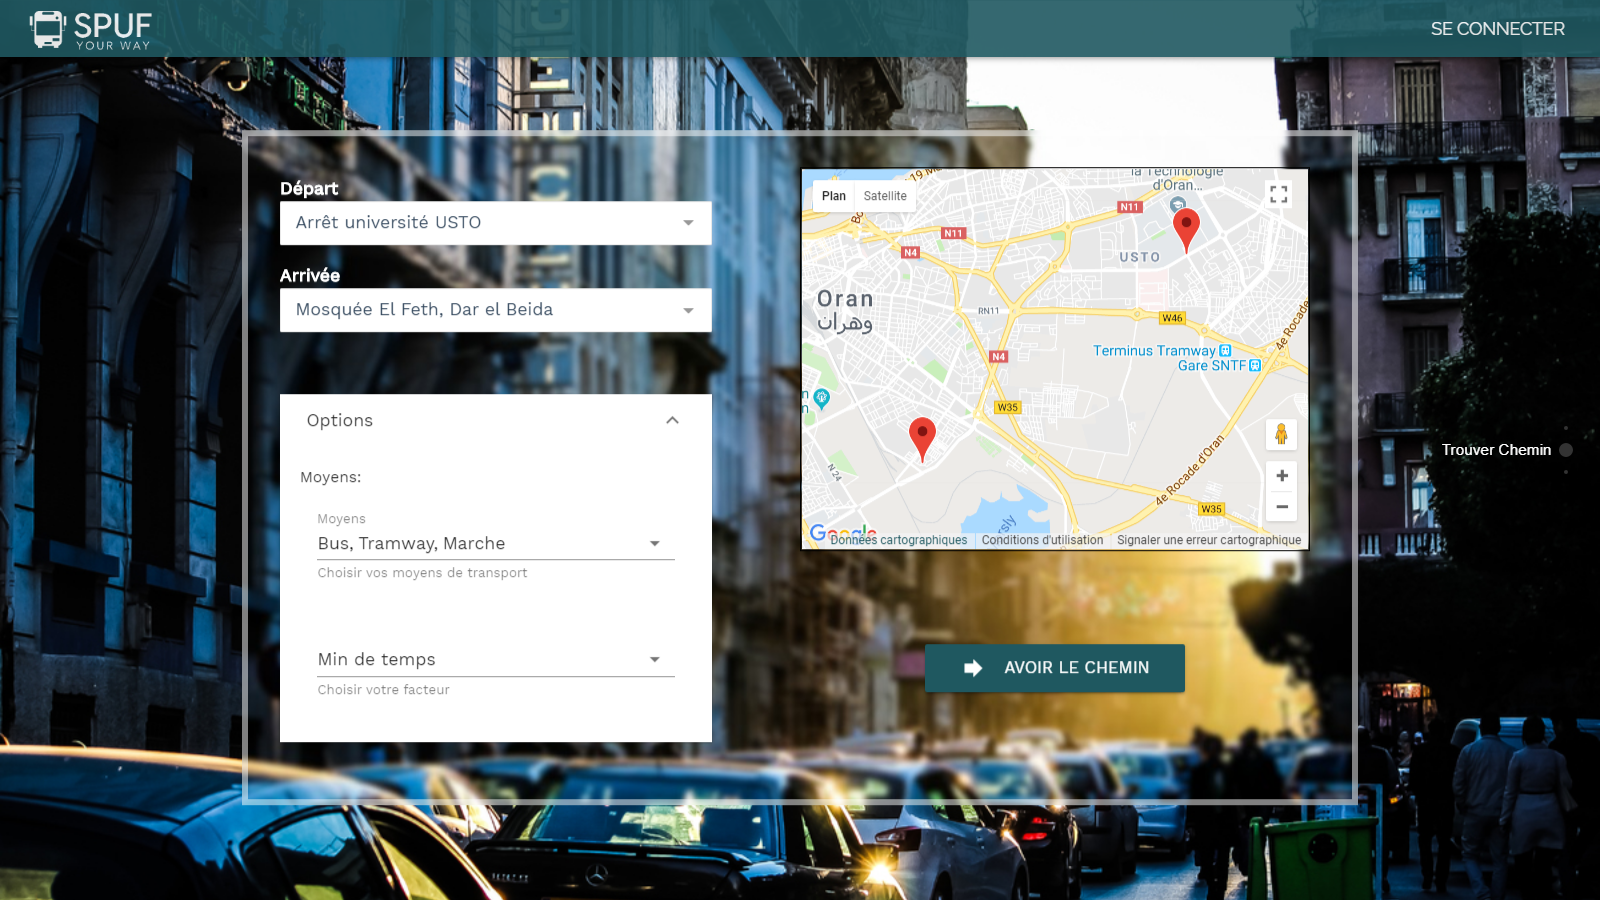 SPUF
YOUR WAY
SE CONNECTER
Départ
Arrêt université USTO
Arrivée
Mosquée El Feth, Dar el Beida
Options
Moyens:
Moyens
Bus, Tramway, Marche
Choisir vos moyens de transport
Min de temps
Choisir votre facteur
Plan
Satellite
la Technologie
d'Oran...
N11
N11
N4
USTO
Oran
وهران
RN11
W46
4e Rocade
N4
Terminus Tramway
Gare SNTF
W35
N 24
4e Rocade d'Oran
W35
Google
Données cartographiques
Conditions d'utilisation
Signaler une erreur cartographique
AVOIR LE CHEMIN
Trouver Chemin